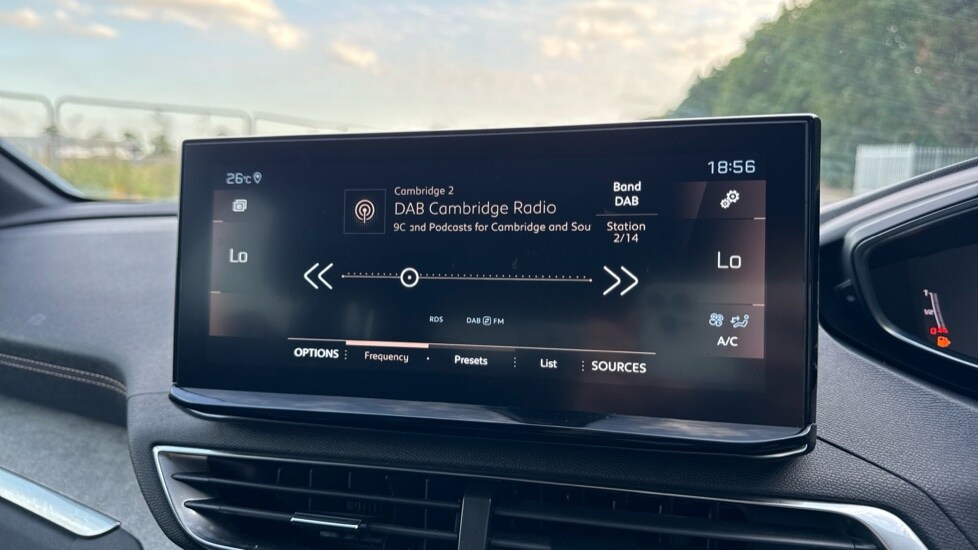 26°C
18:56
Cambridge 2
DAB Cambridge Radio
and Podcasts for Cambridge and Sou
Band
DAB
Station
2/14
Lo
Lo
RDS
DAB FM
A/C
OPTIONS
Frequency
Presets
List
SOURCES